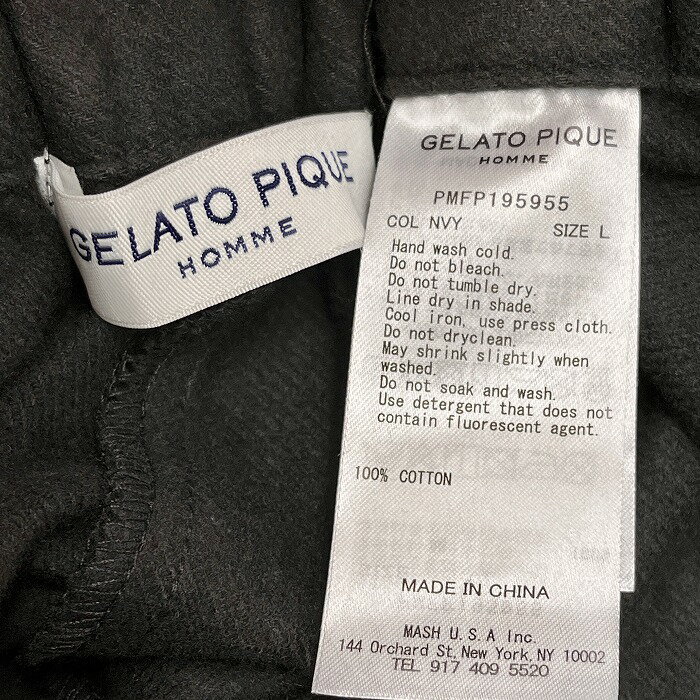 GELATO PIQUE
HOMME
GELATO PIQUE
HOMME
PMFP195955
COL NVY SIZE L
Hand wash cold.
Do not bleach.
Do not tumble dry.
Line dry in shade.
Cool iron, use press cloth.
Do not dryclean.
May shrink slightly when
washed.
Do not soak and wash.
Use detergent that does not
contain fluorescent agent.
100% COTTON
MADE IN CHINA
MASH U.S.A Inc.
144 Orchard St, New York, NY 10002
TEL 917 409 5520